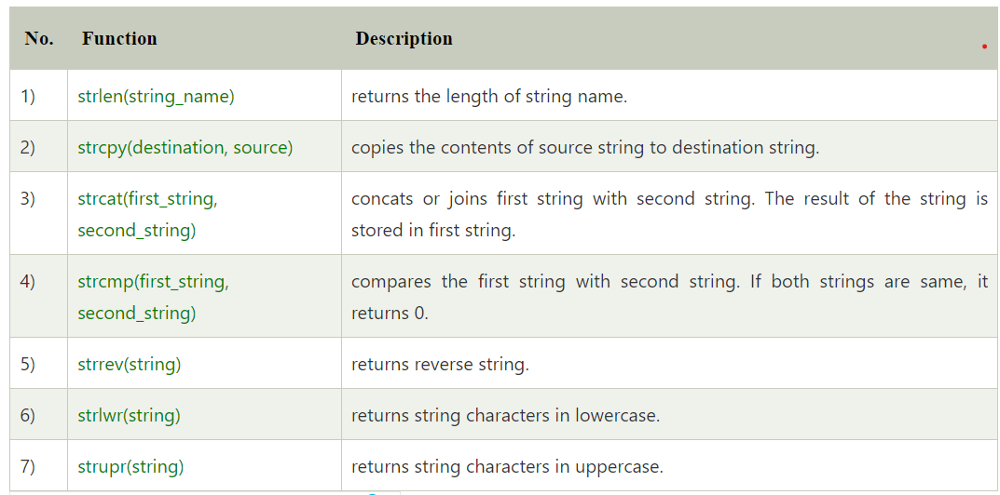 No. Function Description
1) strlen(string_name) returns the length of string name.
2) strcpy(destination, source) copies the contents of source string to destination string.
3) strcat(first_string, concats or joins first string with second string. The result of the string is
second_string) stored in first string.
4) strcmp(first_string, compares the first string with second string. If both strings are same, it
second_string) returns 0.
5) strrev(string) returns reverse string.
6) strlwr(string) returns string characters in lowercase.
7) strupr(string) returns string characters in uppercase.